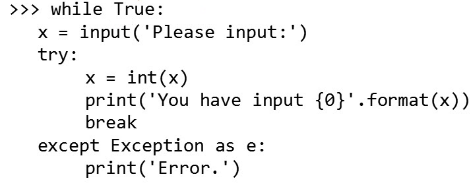 >>> while True:
x = input('Please input:')
try:
x = int(x)
print('You have input {0}'.format(x))
break
except Exception as e:
print('Error.')